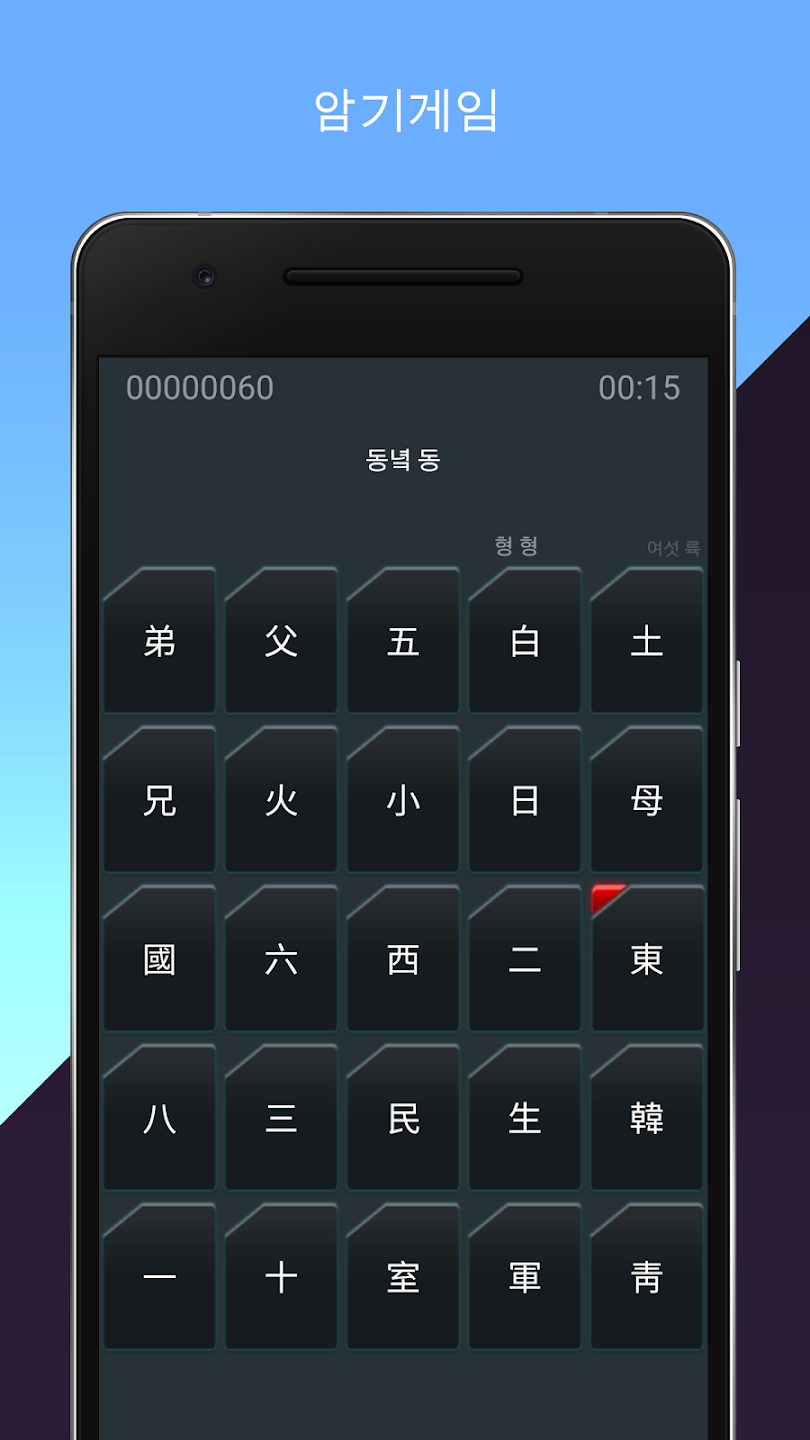 암기게임
00000060 00:15
동녘 동
형 형 여섯 륙
弟 父 五 白 土
兄 火 小 日 母
國 六 西 二 東
八 三 民 生 韓
一 十 室 軍 靑